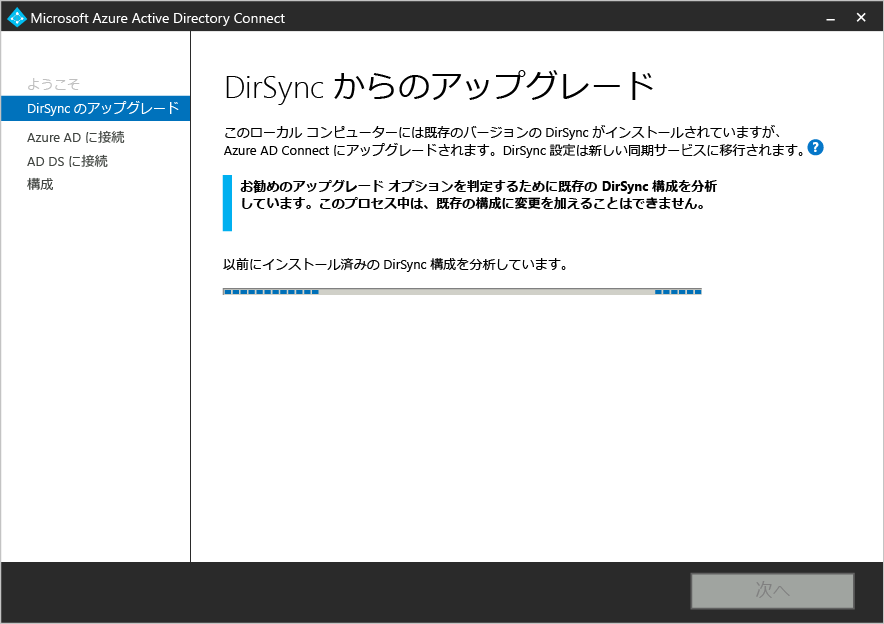 Microsoft Azure Active Directory Connect
ようこそ
DirSync のアップグレード
Azure AD に接続
AD DS に接続
構成
DirSync からのアップグレード
このローカル コンピューターには既存のバージョンの DirSync がインストールされていますが、
Azure AD Connect にアップグレードされます。DirSync 設定は新しい同期サービスに移行されます。
?
お勧めのアップグレード オプションを判定するために既存の DirSync 構成を分析
しています。このプロセス中は、既存の構成に変更を加えることはできません。
以前にインストール済みの DirSync 構成を分析しています。
次へ